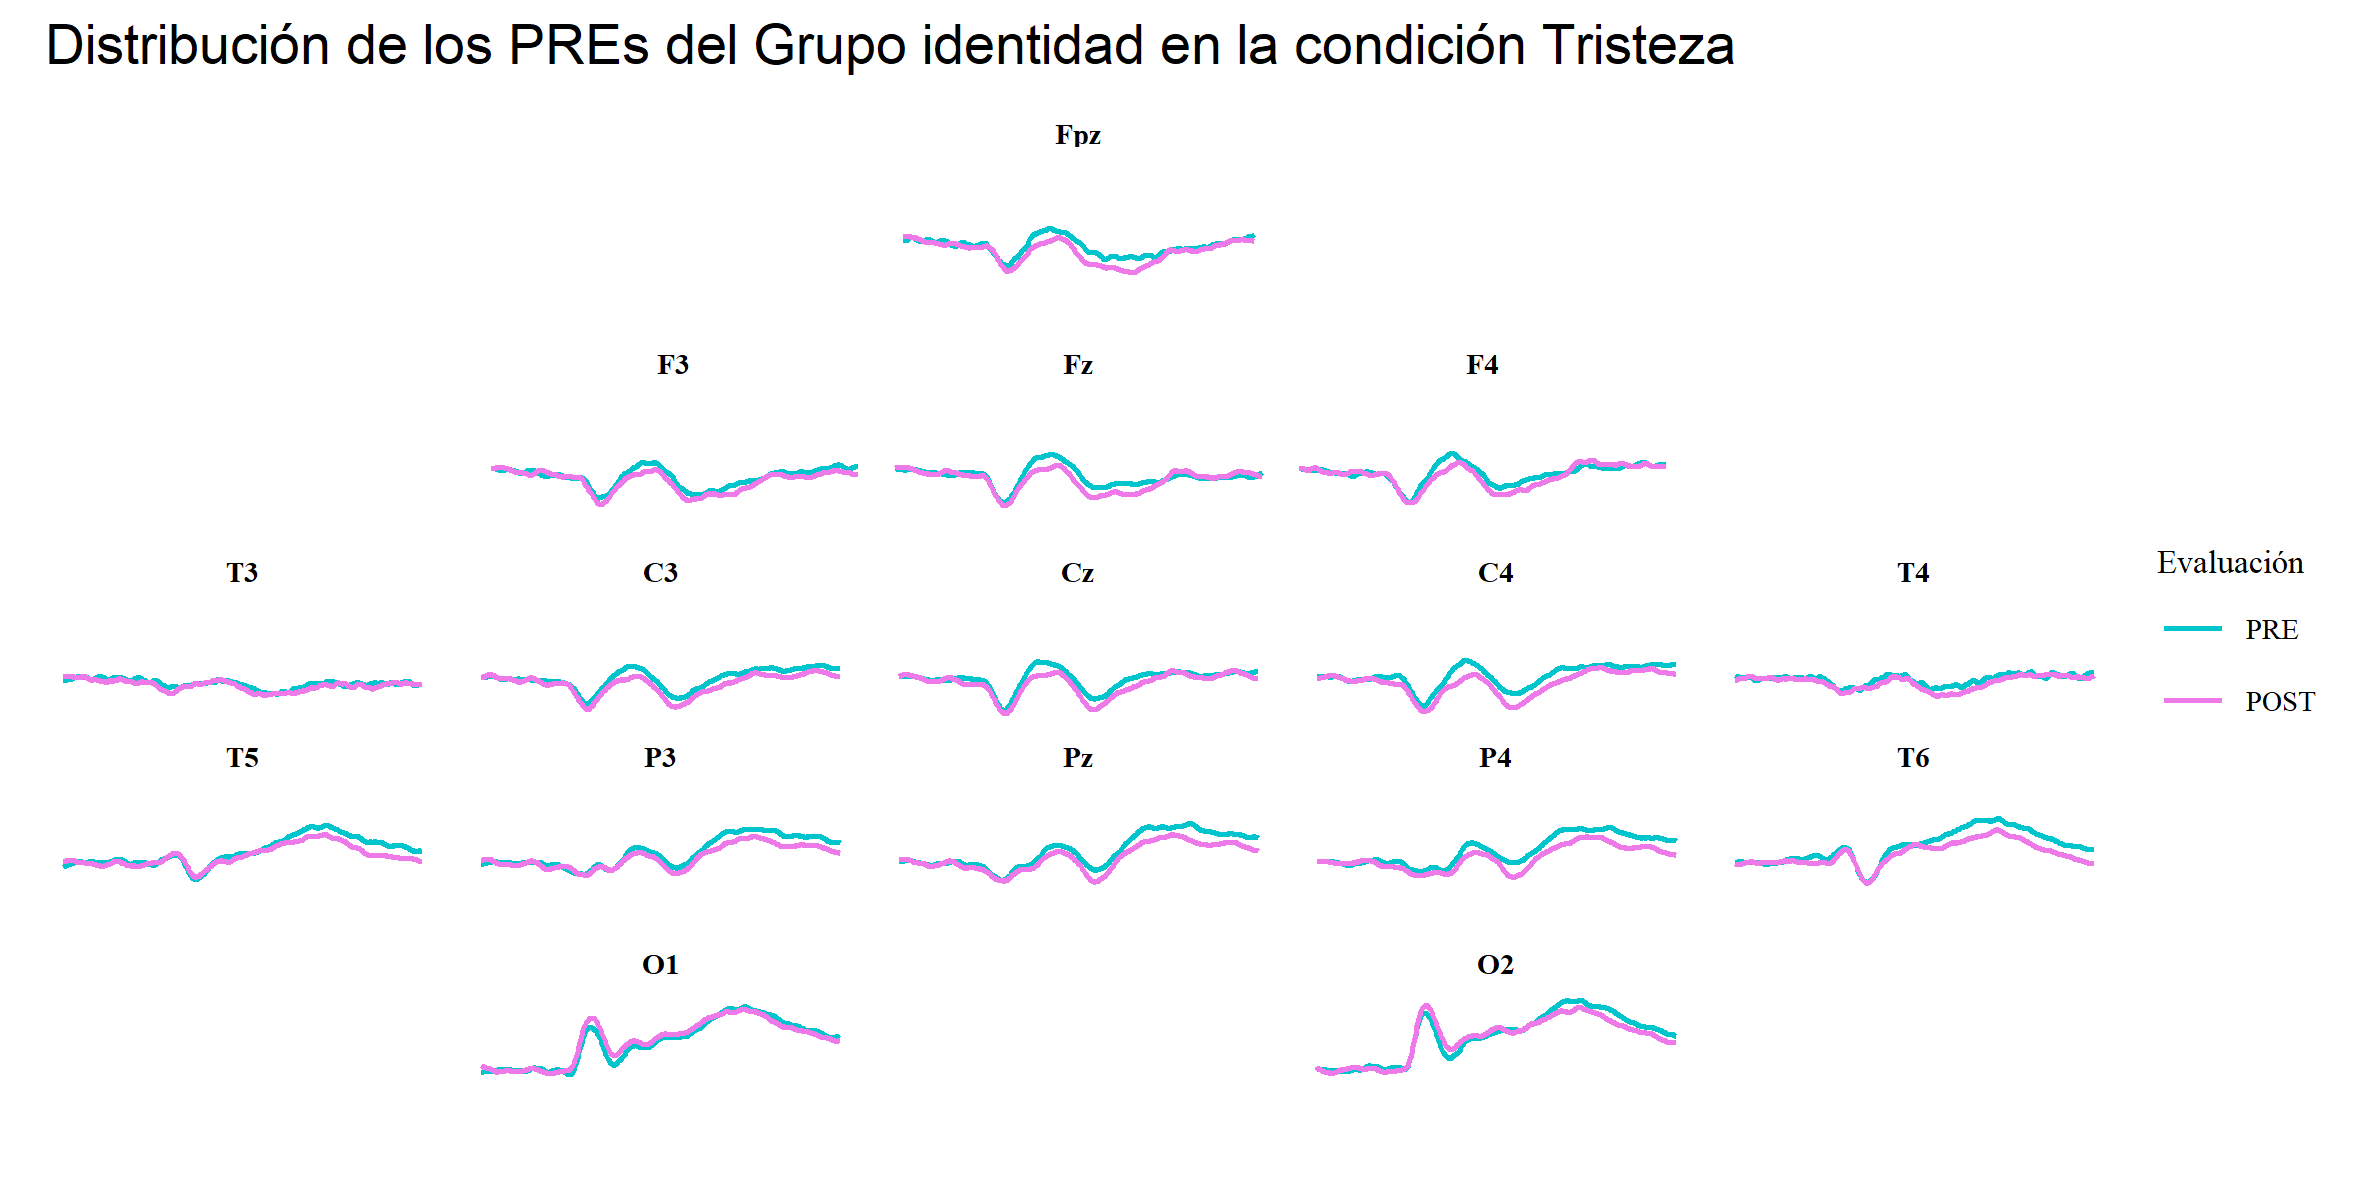 Distribución de los PREs del Grupo identidad en la condición Tristeza
Fpz
F3 Fz F4
T3 C3 Cz C4 T4
Evaluación
PRE
POST
T5 P3 Pz P4 T6
O1 O2